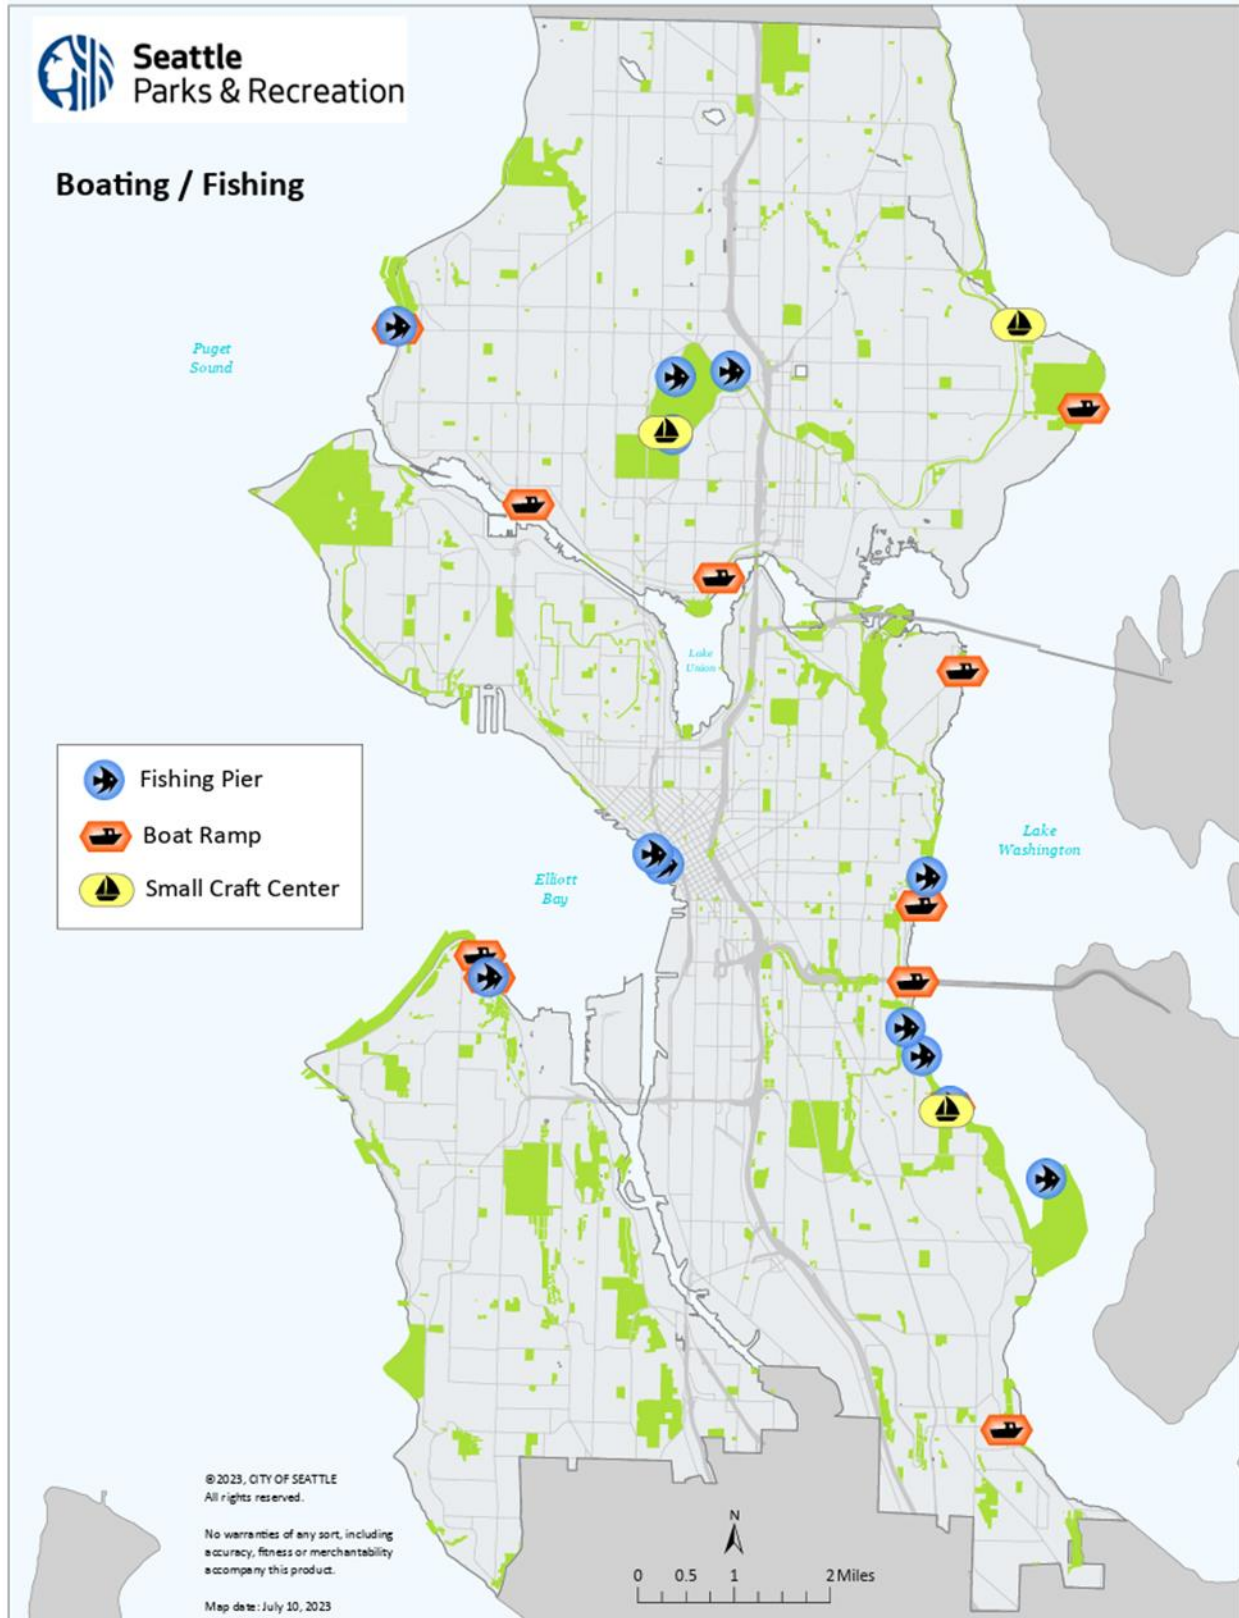 Seattle
Parks & Recreation
Boating / Fishing
Puget
Sound
Lake
Union
Fishing Pier
Boat Ramp
Small Craft Center
Elliott
Bay
Lake
Washington
©2023, CITY OF SEATTLE
All rights reserved.
No warranties of any sort, including
accuracy, fitness or merchantability
accompany this product.
Map date: July 10, 2023
N
0 0.5 1 2 Miles